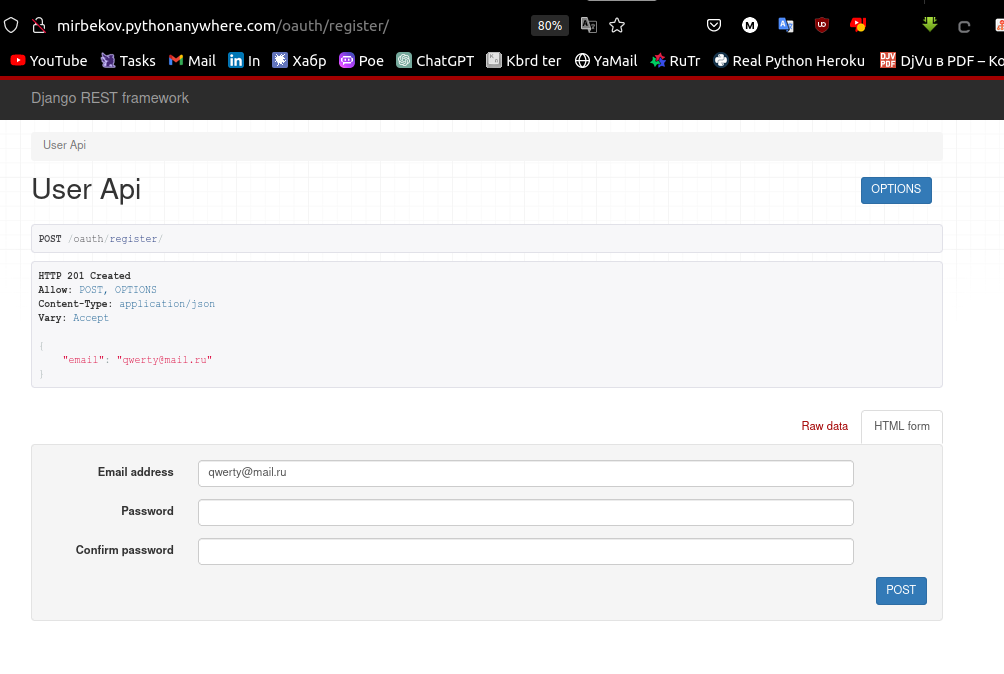 mirbekov.pythonanywhere.com/oauth/register/ 80%
YouTube Tasks Mail In Хабр Poe ChatGPT Kbrd ter YaMail RuTr Real Python Heroku DjVu в PDF – Ко
Django REST framework
User Api
User Api
OPTIONS
POST /oauth/register/
HTTP 201 Created
Allow: POST, OPTIONS
Content-Type: application/json
Vary: Accept
{
"email": "qwerty@mail.ru"
}
Raw data HTML form
Email address qwerty@mail.ru
Password
Confirm password
POST